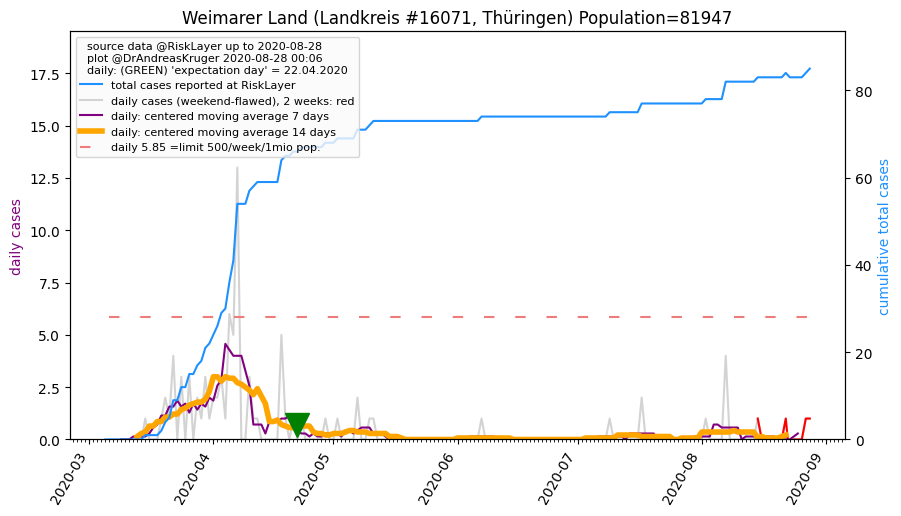 Weimarer Land (Landkreis #16071, Thüringen) Population=81947
source data @RiskLayer up to 2020-08-28
plot @DrAndreasKruger 2020-08-28 00:06
daily: (GREEN) 'expectation day' = 22.04.2020
total cases reported at RiskLayer
daily cases (weekend-flawed), 2 weeks: red
daily: centered moving average 7 days
daily: centered moving average 14 days
daily 5.85 =limit 500/week/1mio pop.
daily cases
17.5
15.0
12.5
10.0
7.5
5.0
2.5
0.0
cumulative total cases
80
60
40
20
0
2020-03
2020-04
2020-05
2020-06
2020-07
2020-08
2020-09